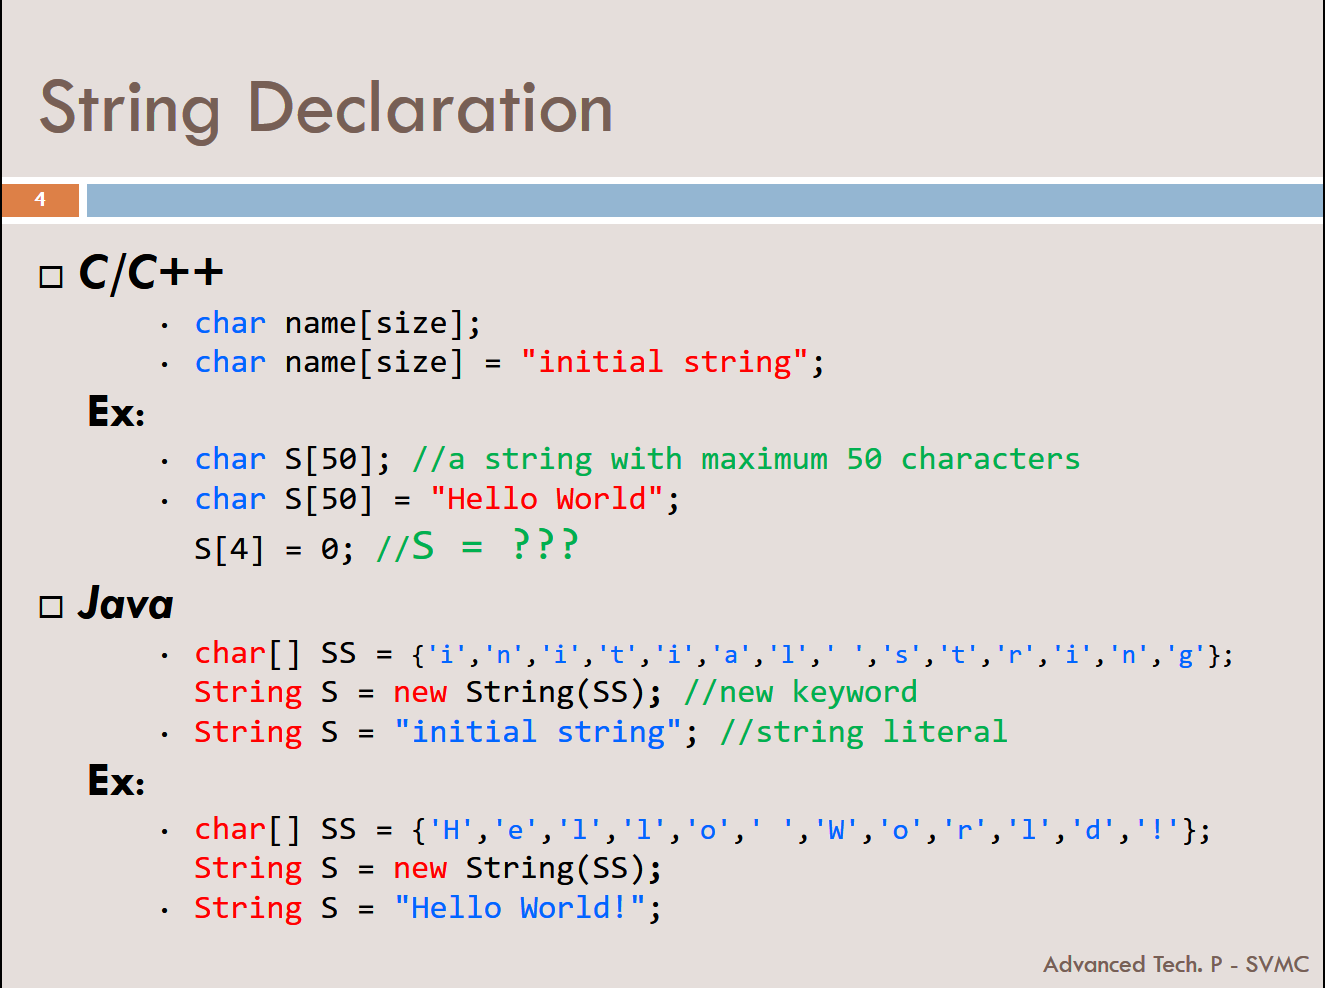 String Declaration
4
C/C++
• char name[size];
• char name[size] = "initial string";
Ex:
• char S[50]; //a string with maximum 50 characters
• char S[50] = "Hello World";
S[4] = 0; //S = ???
Java
• char[] SS = {'i','n','i','t','i','a','l',' ','s','t','r','i','n','g'};
String S = new String(SS); //new keyword
• String S = "initial string"; //string literal
Ex:
• char[] SS = {'H','e','l','l','o',' ','W','o','r','l','d','!'};
String S = new String(SS);
• String S = "Hello World!";
Advanced Tech. P - SVMC